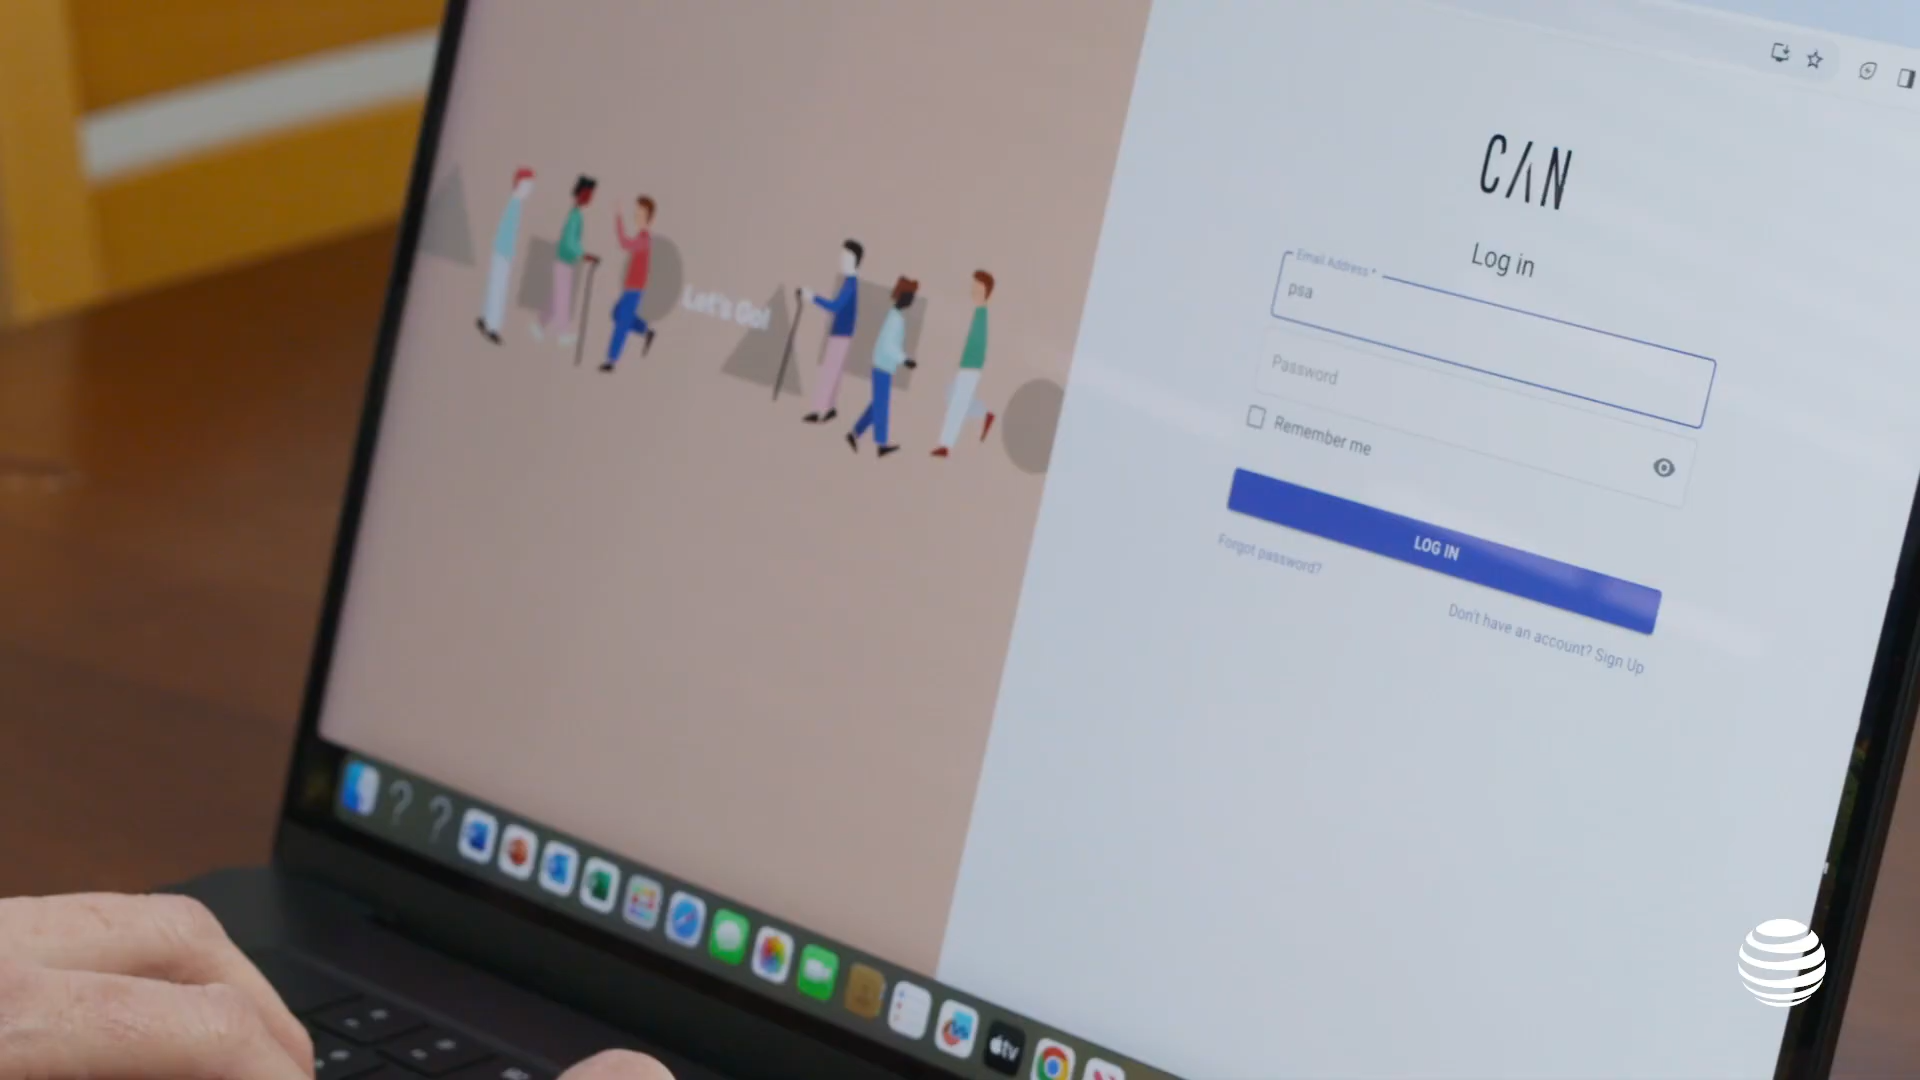 CAN
Log in
Email Address *
psa
Password
Remember me
LOG IN
Forgot password?
Don't have an account? Sign Up
Let's Go!
tv